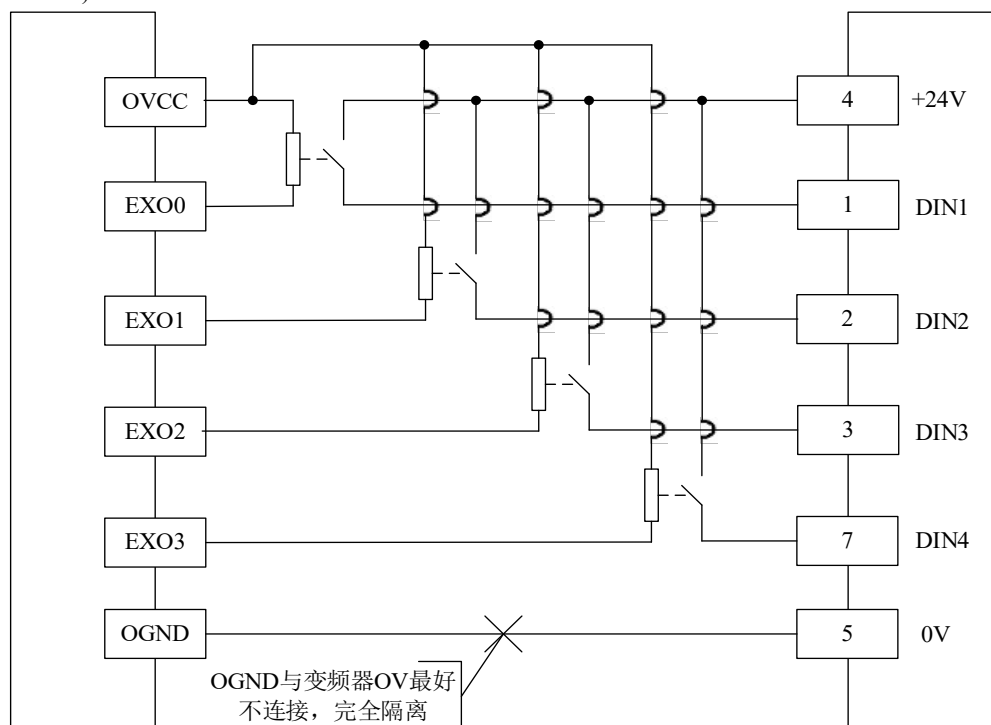 OVCC
4 +24V
EXO0
1 DIN1
EXO1
2 DIN2
EXO2
3 DIN3
EXO3
7 DIN4
OGND
5 0V
OGND与变频器OV最好
不连接，完全隔离